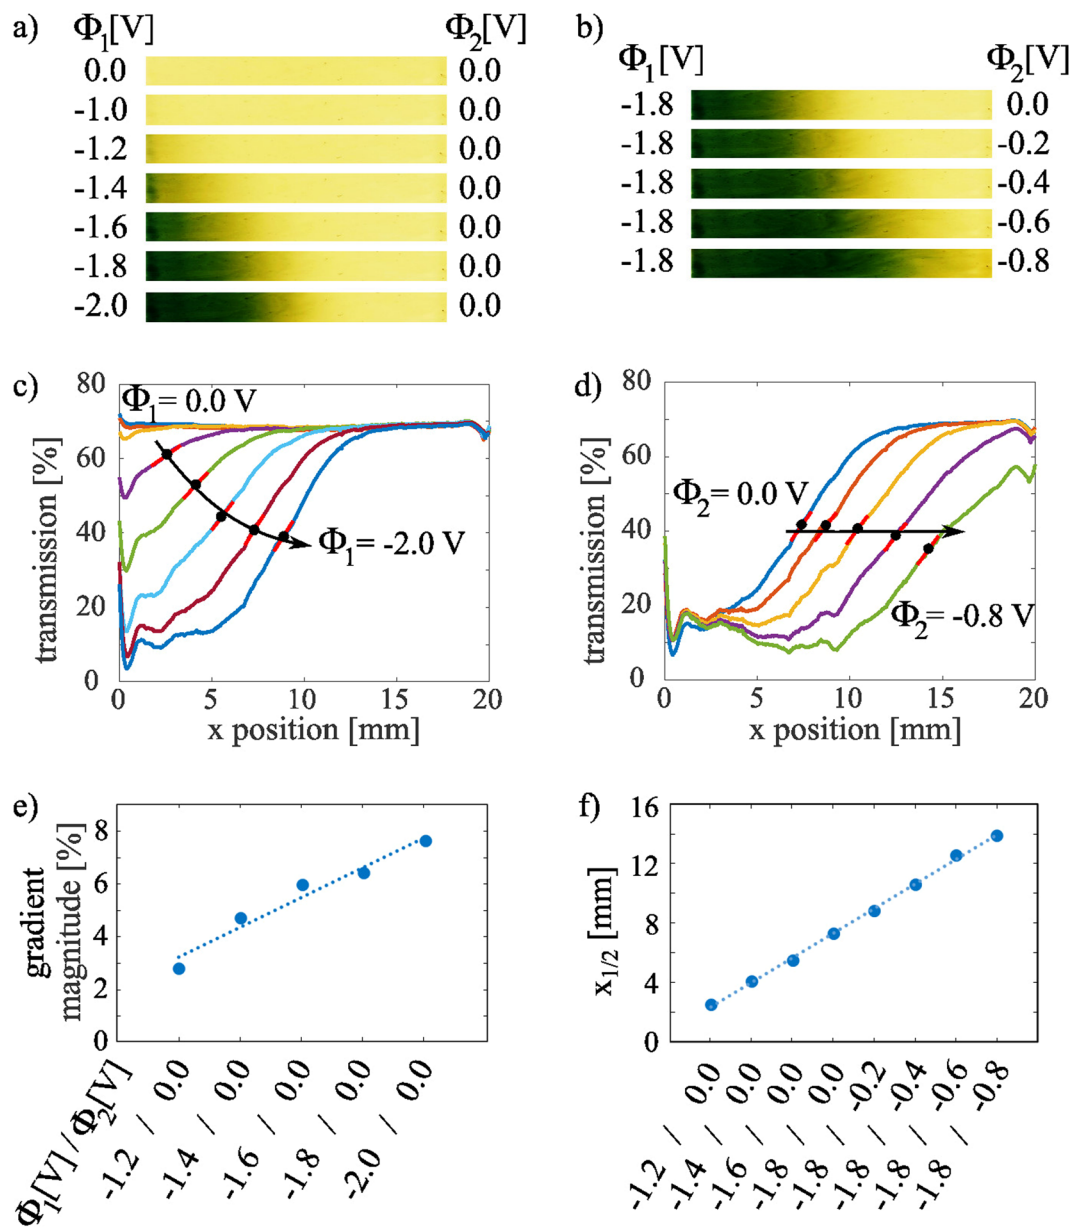 a)
Φ1[V] Φ2[V]
0.0 0.0
-1.0 0.0
-1.2 0.0
-1.4 0.0
-1.6 0.0
-1.8 0.0
-2.0 0.0
b)
Φ1[V] Φ2[V]
-1.8 0.0
-1.8 -0.2
-1.8 -0.4
-1.8 -0.6
-1.8 -0.8
c)
transmission [%]
80
60
40
20
0
Φ1= 0.0 V
Φ1= -2.0 V
0 5 10 15 20
x position [mm]
d)
transmission [%]
80
60
40
20
0
Φ2= 0.0 V
Φ2= -0.8 V
0 5 10 15 20
x position [mm]
e)
gradient
magnitude [%]
8
6
4
2
0
Φ1[V] / Φ2[V]
-1.2 / 0.0
-1.4 / 0.0
-1.6 / 0.0
-1.8 / 0.0
-2.0 / 0.0
f)
x1/2 [mm]
16
12
8
4
0
-1.2 / 0.0
-1.4 / 0.0
-1.6 / 0.0
-1.8 / 0.0
-1.8 / -0.2
-1.8 / -0.4
-1.8 / -0.6
-1.8 / -0.8